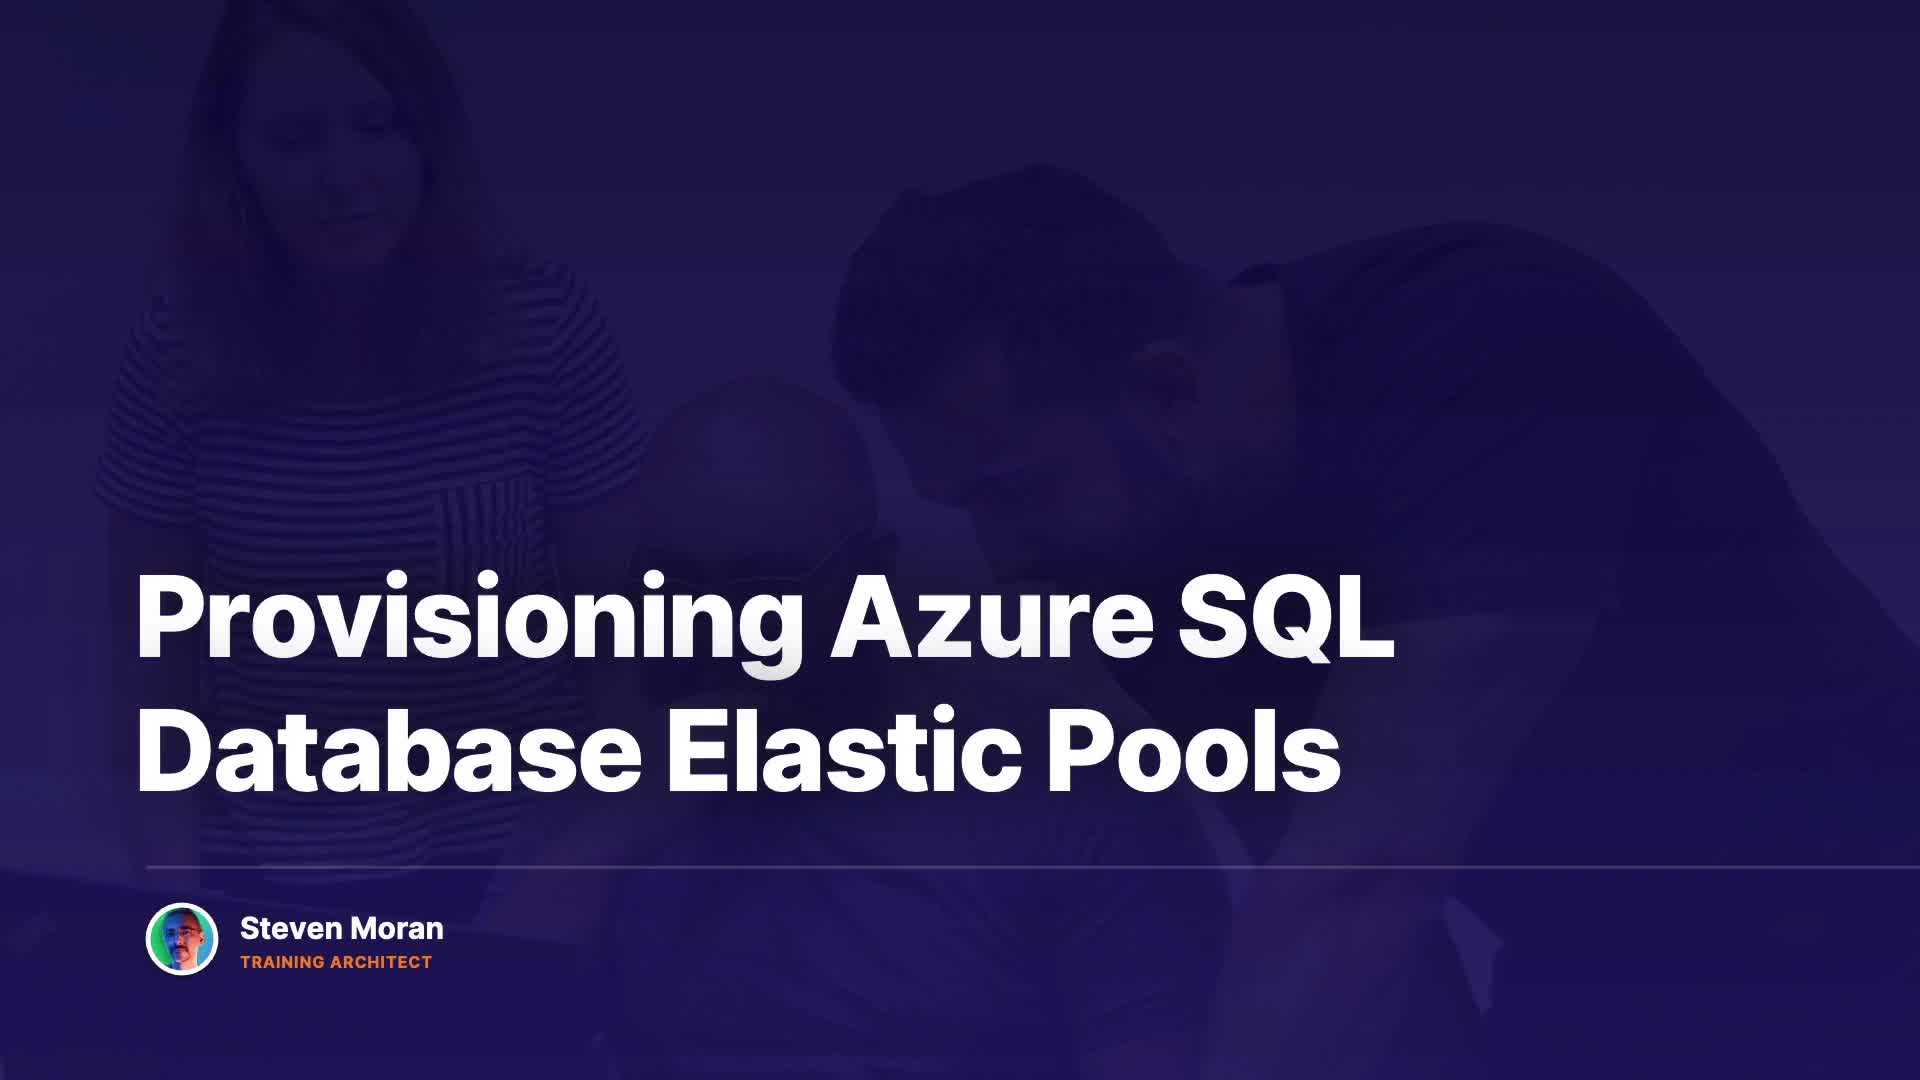 Provisioning Azure SQL
Database Elastic Pools
Steven Moran
TRAINING ARCHITECT